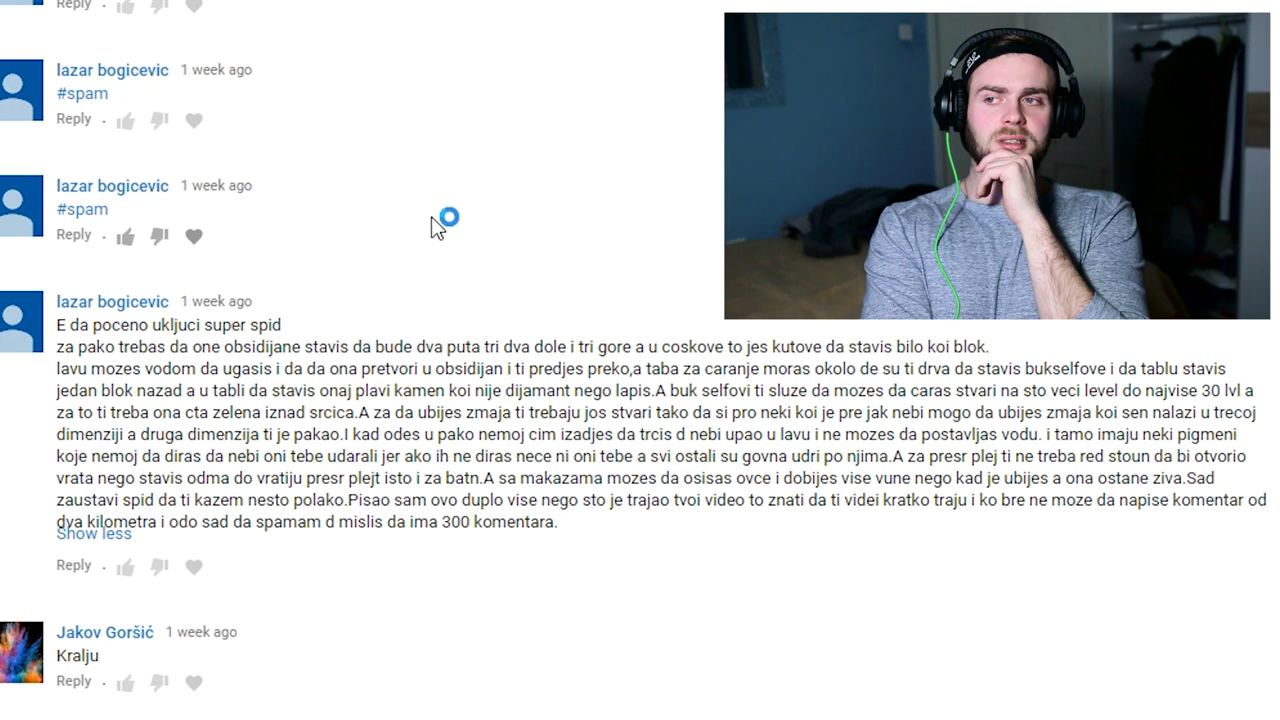 Reply .
lazar bogicevic 1 week ago
#spam
Reply .
lazar bogicevic 1 week ago
#spam
Reply .
lazar bogicevic 1 week ago
E da poceno ukljuci super spid
za pako trebas da one obsidijane stavis da bude dva puta tri dva dole i tri gore a u coskove to jes kutove da stavis bilo koi blok.
lavu mozes vodom da ugasis i da da ona pretvori u obsidijan i ti predjes preko,a taba za caranje moras okolo de su ti drva da stavis bukselfove i da tablu stavis
jedan blok nazad a u tabli da stavis onaj plavi kamen koi nije dijamant nego lapis.A buk selfovi ti sluze da mozes da caras stvari na sto veci level do najvise 30 lvl a
za to ti treba ona cta zelena iznad srcica.A za da ubijes zmaja ti trebaju jos stvari tako da si pro neki koi je pre jak nebi mogo da ubijes zmaja koi sen nalazi u trecoj
dimenziji a druga dimenzija ti je pakao.I kad odes u pako nemoj cim izadjes da trcis d nebi upao u lavu i ne mozes da postavljas vodu. i tamo imaju neki pigmeni
koje nemoj da diras da nebi oni tebe udarali jer ako ih ne diras nece ni oni tebe a svi ostali su govna udri po njima.A za presr plej ti ne treba red stoun da bi otvorio
vrata nego stavis odma do vratiju presr plejt isto i za batn.A sa makazama mozes da osisas ovce i dobijes vise vune nego kad je ubijes a ona ostane ziva.Sad
zaustavi spid da ti kazem nesto polako.Pisao sam ovo duplo vise nego sto je trajao tvoi video to znati da ti videi kratko traju i ko bre ne moze da napise komentar od
dva kilometra i odo sad da spamam d mislis da ima 300 komentara.
Show less
Reply .
Jakov Goršić 1 week ago
Kralju
Reply .